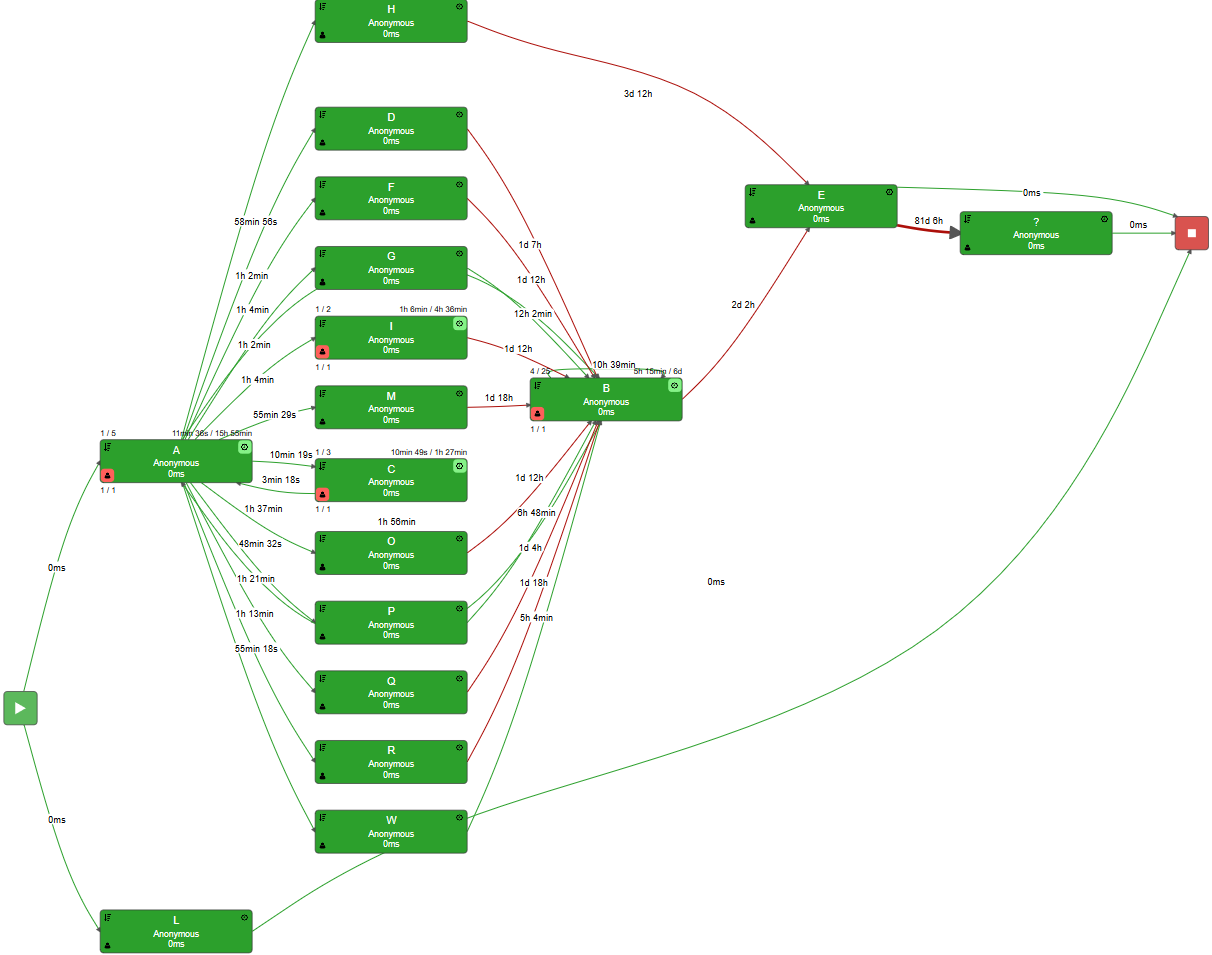 H
Anonymous
0ms
3d 12h
D
Anonymous
0ms
F
Anonymous
0ms
E
Anonymous
0ms
0ms
81d 6h
?
Anonymous
0ms
0ms
58min 56s
1d 7h
G
Anonymous
0ms
1h 2min
1d 12h
2d 2h
1h 4min
1 / 2
1h 6min / 4h 36min
12h 2min
I
Anonymous
0ms
1h 2min
1d 12h
1 / 1
10h 39min
4 / 25
5h 15min / 6d
1h 4min
B
Anonymous
0ms
M
Anonymous
0ms
1d 18h
55min 29s
1 / 1
1 / 5
11min 36s / 15h 55min
A
Anonymous
0ms
1 / 1
10min 19s
1 / 3
10min 49s / 1h 27min
C
Anonymous
0ms
3min 18s
1d 12h
1 / 1
1h 37min
6h 48min
1h 56min
O
Anonymous
0ms
48min 32s
1d 4h
0ms
1h 21min
1d 18h
0ms
P
Anonymous
0ms
1h 13min
5h 4min
55min 18s
Q
Anonymous
0ms
R
Anonymous
0ms
0ms
W
Anonymous
0ms
L
Anonymous
0ms